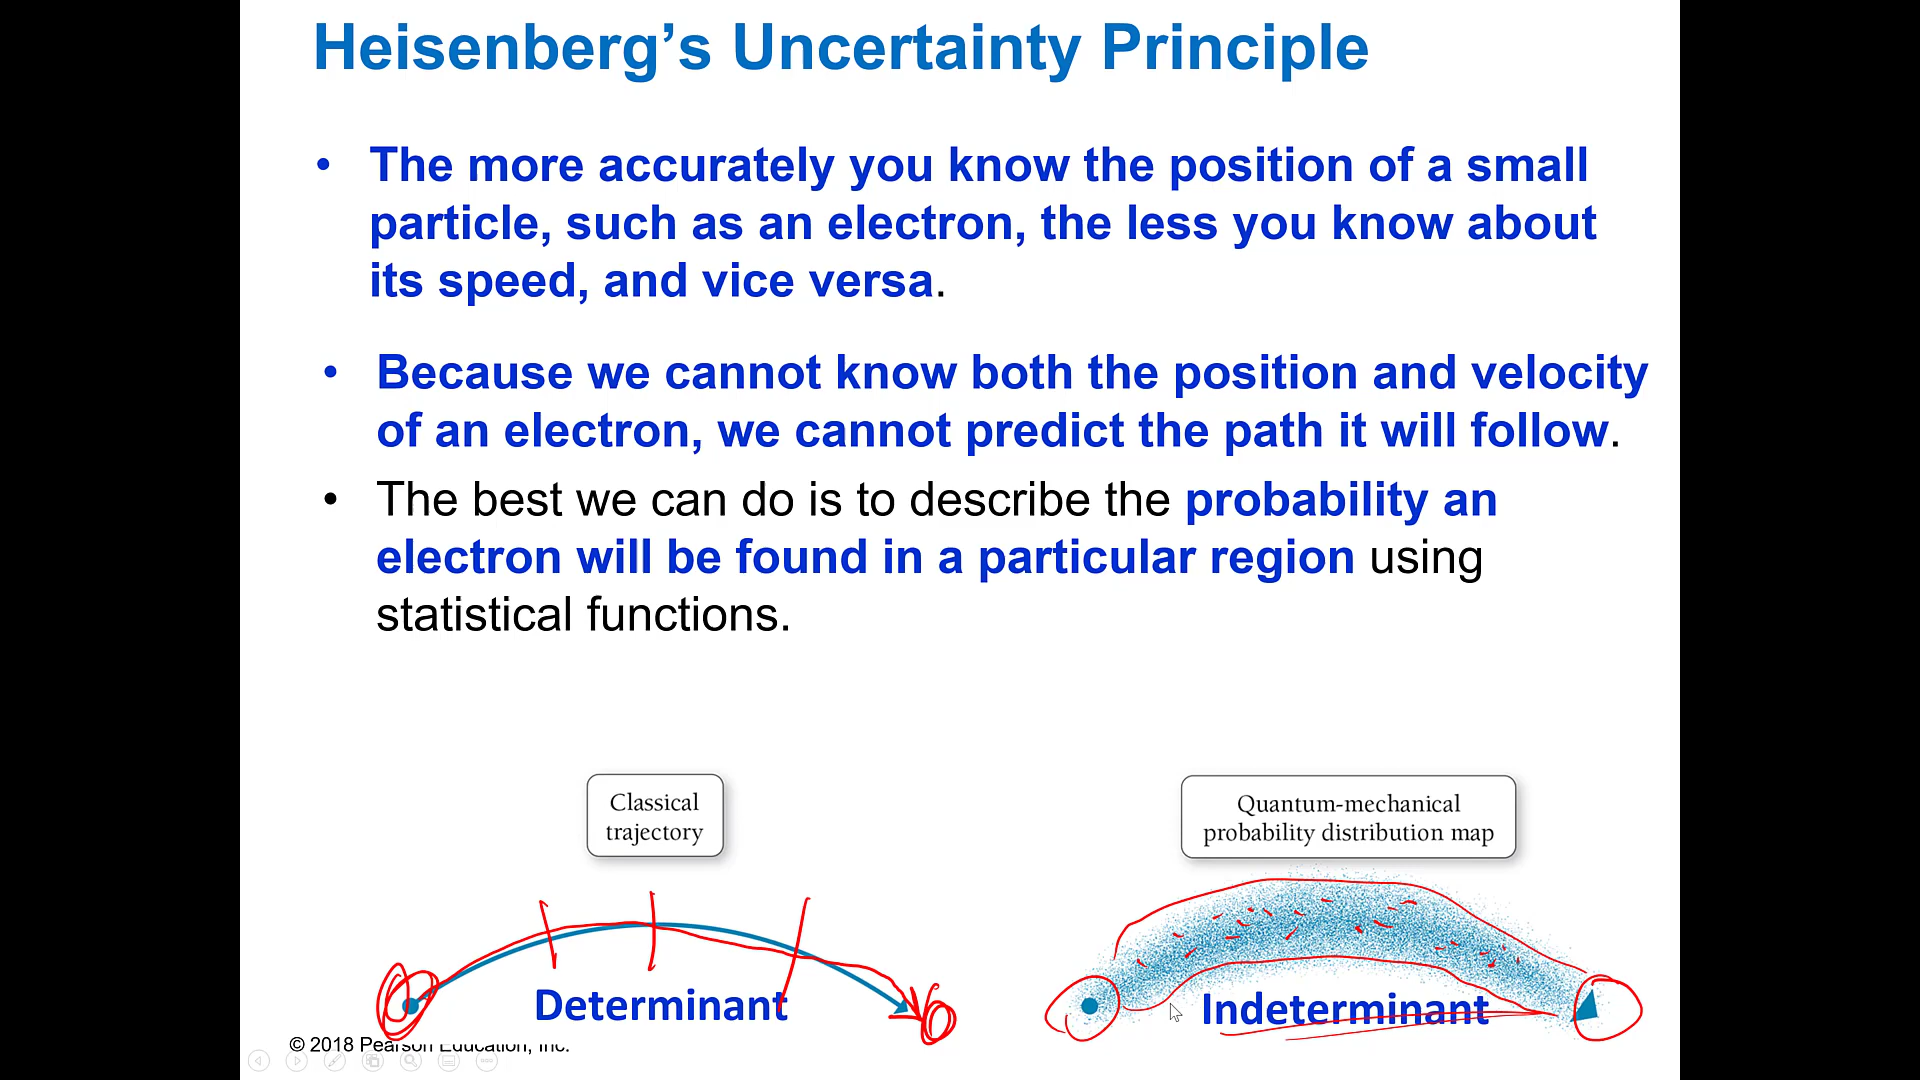 Heisenberg’s Uncertainty Principle
• The more accurately you know the position of a small
particle, such as an electron, the less you know about
its speed, and vice versa.
• Because we cannot know both the position and velocity
of an electron, we cannot predict the path it will follow.
• The best we can do is to describe the probability an
electron will be found in a particular region using
statistical functions.
Classical
trajectory
Determinant
Quantum-mechanical
probability distribution map
Indeterminant
© 2018 Pearson Education, Inc.